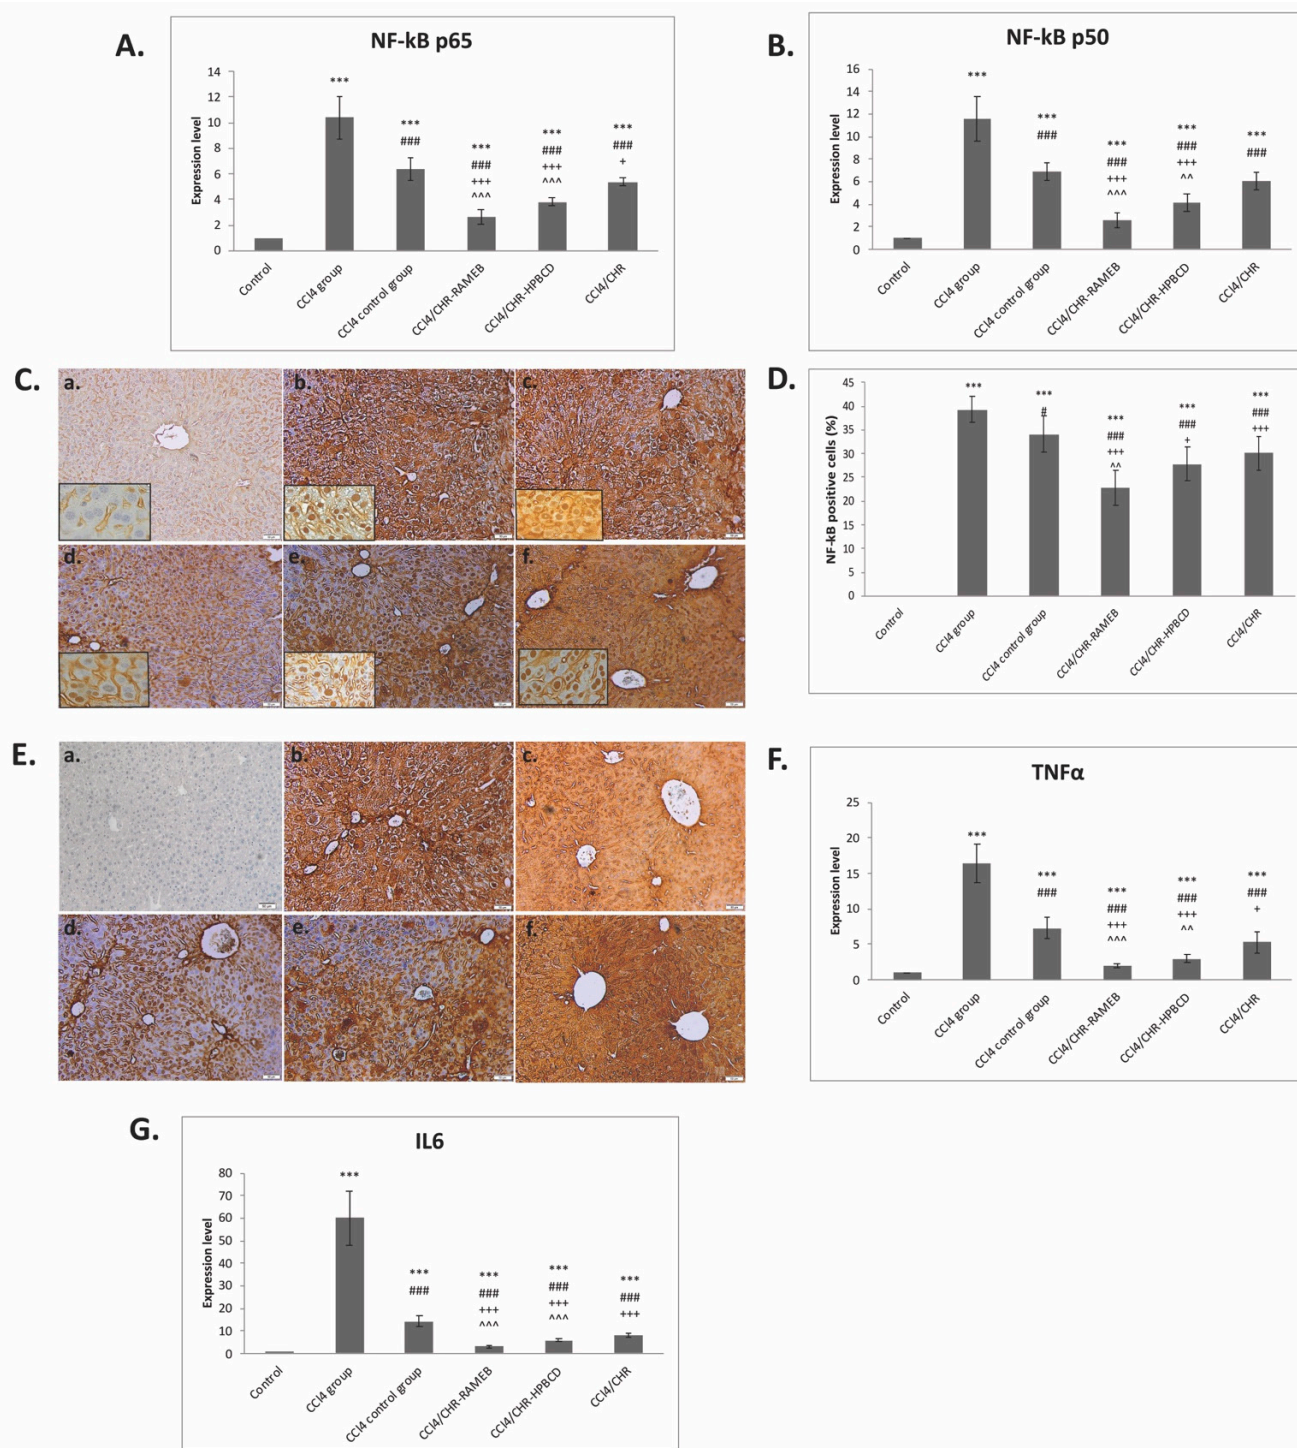 A.
NF-kB p65
Expression level
14
12
10
8
6
4
2
0
***
***
###
***
###
+++
^^^
***
###
+++
^^^
***
###
+
Control
CCl4 group
CCl4 control group
CCl4/CHR-RAMEB
CCl4/CHR-HPBCD
CCl4/CHR
B.
NF-kB p50
Expression level
16
14
12
10
8
6
4
2
0
***
***
###
***
###
+++
^^^
***
###
+++
^^
***
###
Control
CCl4 group
CCl4 control group
CCl4/CHR-RAMEB
CCl4/CHR-HPBCD
CCl4/CHR
C.
a.
b.
c.
d.
e.
f.
D.
NF-kB positive cells (%)
45
40
35
30
25
20
15
10
5
0
***
***
#
***
###
+++
^^
***
###
+
***
###
+++
Control
CCl4 group
CCl4 control group
CCl4/CHR-RAMEB
CCl4/CHR-HPBCD
CCl4/CHR
E.
a.
b.
c.
d.
e.
f.
F.
TNFα
Expression level
25
20
15
10
5
0
***
***
###
***
###
+++
^^^
***
###
+++
^^
***
###
+
Control
CCl4 group
CCl4 control group
CCl4/CHR-RAMEB
CCl4/CHR-HPBCD
CCl4/CHR
G.
IL6
Expression level
80
70
60
50
40
30
20
10
0
***
***
###
***
###
+++
^^^
***
###
+++
^^^
***
###
+++
Control
CCl4 group
CCl4 control group
CCl4/CHR-RAMEB
CCl4/CHR-HPBCD
CCl4/CHR